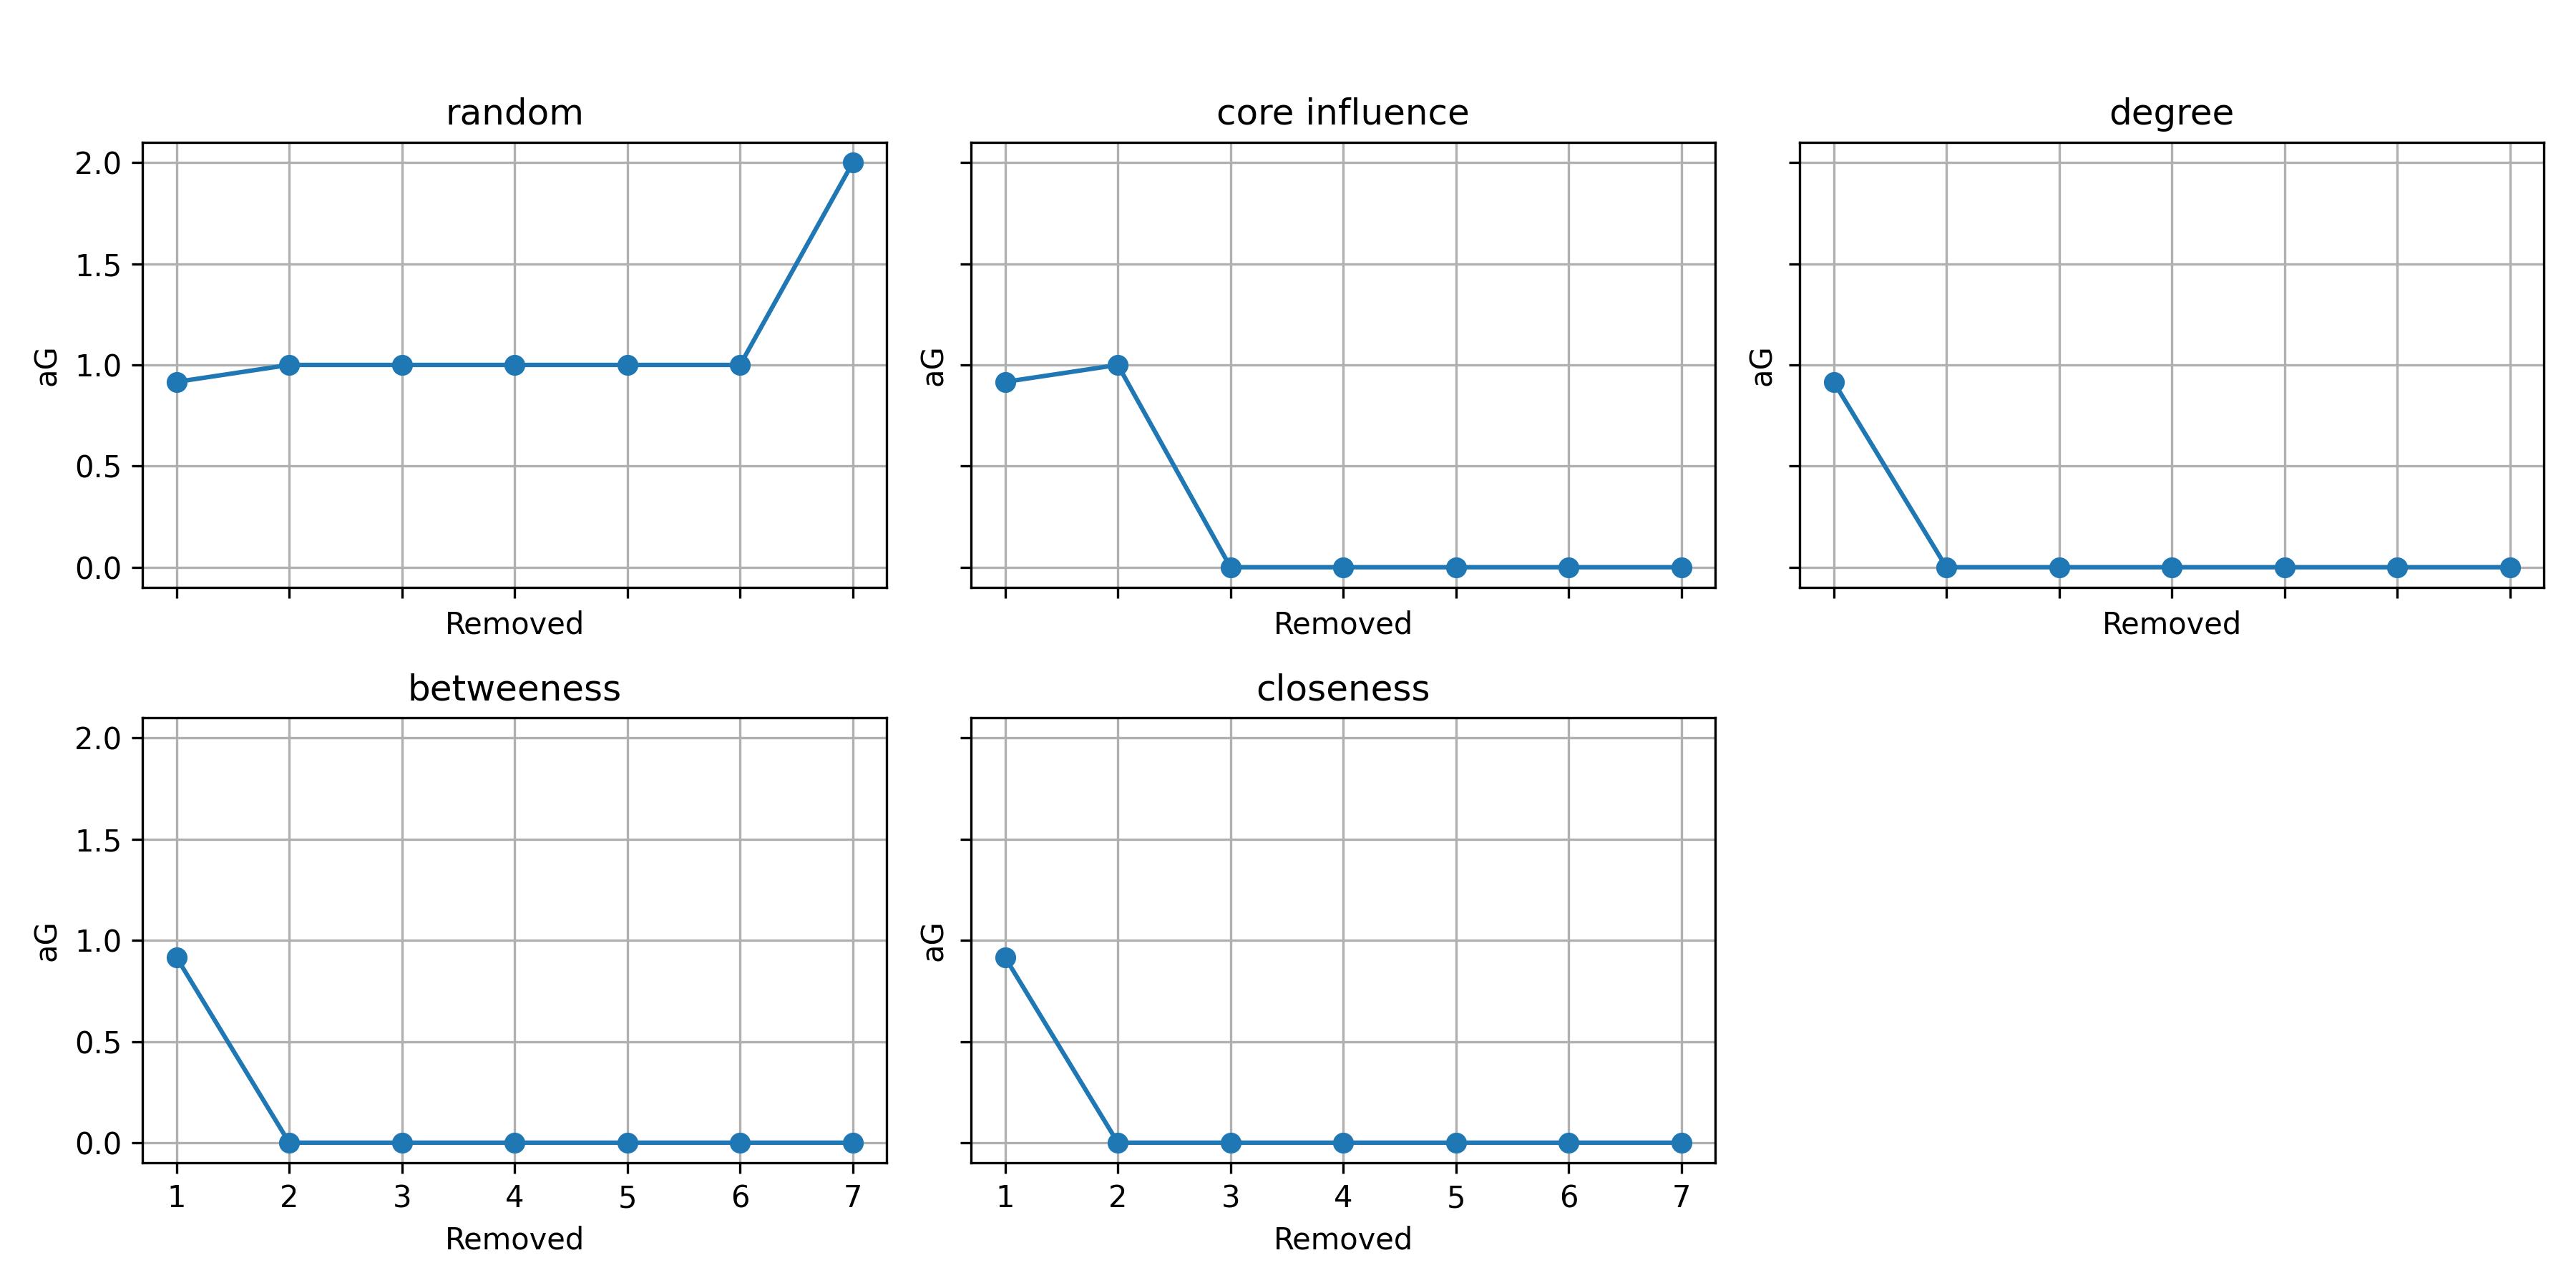 random
2.0
1.5
1.0
0.5
0.0
aG
Removed
core influence
aG
Removed
degree
aG
Removed
betweeness
2.0
1.5
1.0
0.5
0.0
aG
1 2 3 4 5 6 7
Removed
closeness
aG
1 2 3 4 5 6 7
Removed